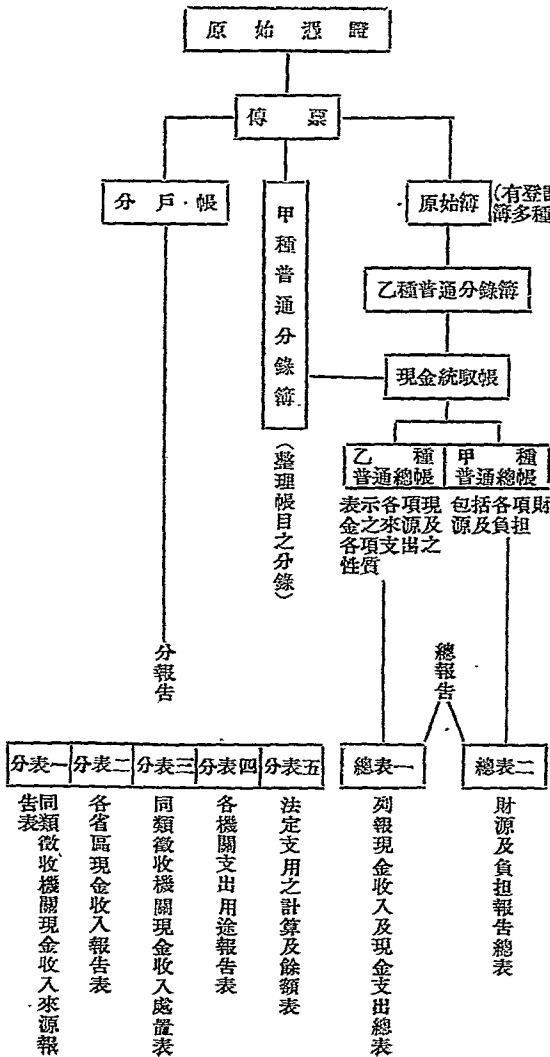 原始憑證
傳票
分戶帳
甲種普通分錄簿
(整理帳目之分錄)
原始簿
(有登記
簿多種
乙種普通分錄簿
現金統馭帳
乙種
普通總帳
甲種
普通總帳
表示各項現
金之來源及
各項支出之
性質
包括各項財
源及負担
分報告
總報告
分表一
分表二
分表三
分表四
分表五
總表一
總表二
同類徵收機關現金收入來源報
告表
各省區現金收入報告表
同類徵收機關現金收入處置表
各機關支出用途報告表
法定支用之計算及餘額表
列報現金收入及現金支出總表
財源及負担報告總表